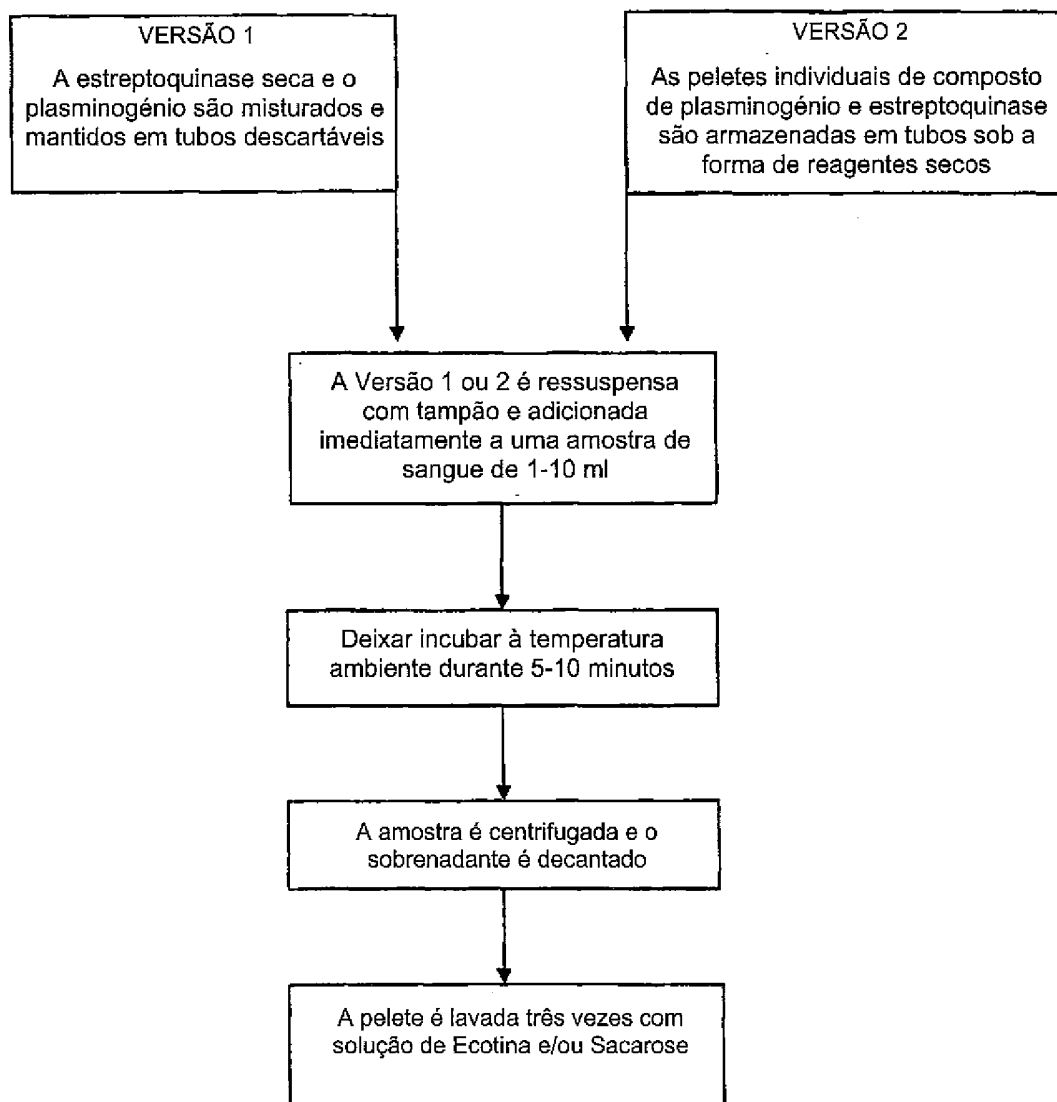 VERSÃO 1
A estreptoquinase seca e o
plasminogénio são misturados e
mantidos em tubos descartáveis
VERSÃO 2
As peletes individuais de composto
de plasminogénio e estreptoquinase
são armazenadas em tubos sob a
forma de reagentes secos
A Versão 1 ou 2 é ressuspensa
com tampão e adicionada
imediatamente a uma amostra de
sangue de 1-10 ml
Deixar incubar à temperatura
ambiente durante 5-10 minutos
A amostra é centrifugada e o
sobrenadante é decantado
A pelete é lavada três vezes com
solução de Ecotina e/ou Sacarose